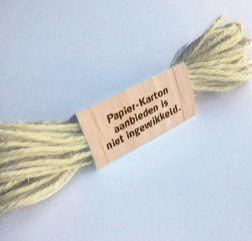 Papier-Karton
aanbieden is
niet ingewikkeld.